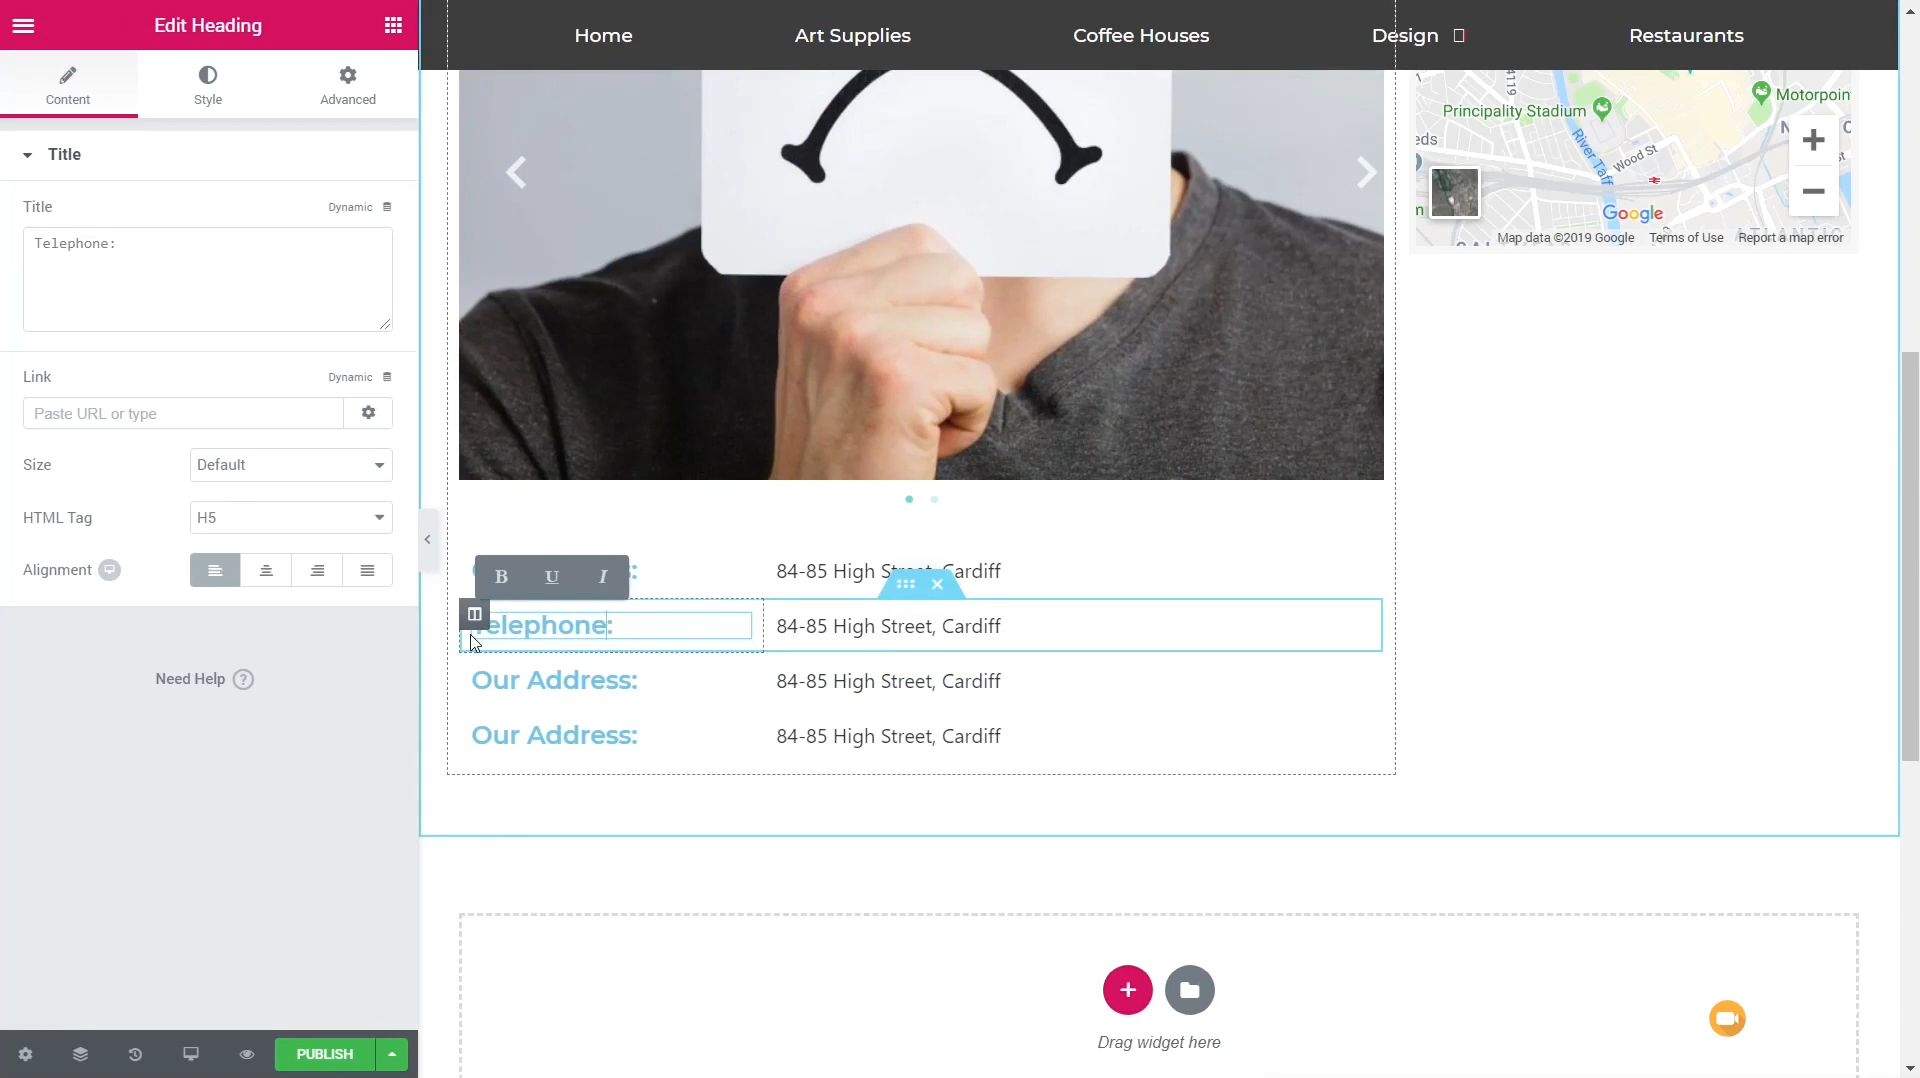 Edit Heading
Content
Style
Advanced
Title
Title
Dynamic
Telephone:
Link
Dynamic
Paste URL or type
Size
Default
HTML Tag
H5
Alignment
Need Help
PUBLISH
Home
Art Supplies
Coffee Houses
Design
Restaurants
Principality Stadium
Motorpoin
4119
eds
River Taff
Wood St
Google
Map data ©2019 Google
Terms of Use
Report a map error
B U I
84-85 High Street, Cardiff
Telephone:
84-85 High Street, Cardiff
Our Address:
84-85 High Street, Cardiff
Our Address:
84-85 High Street, Cardiff
Drag widget here